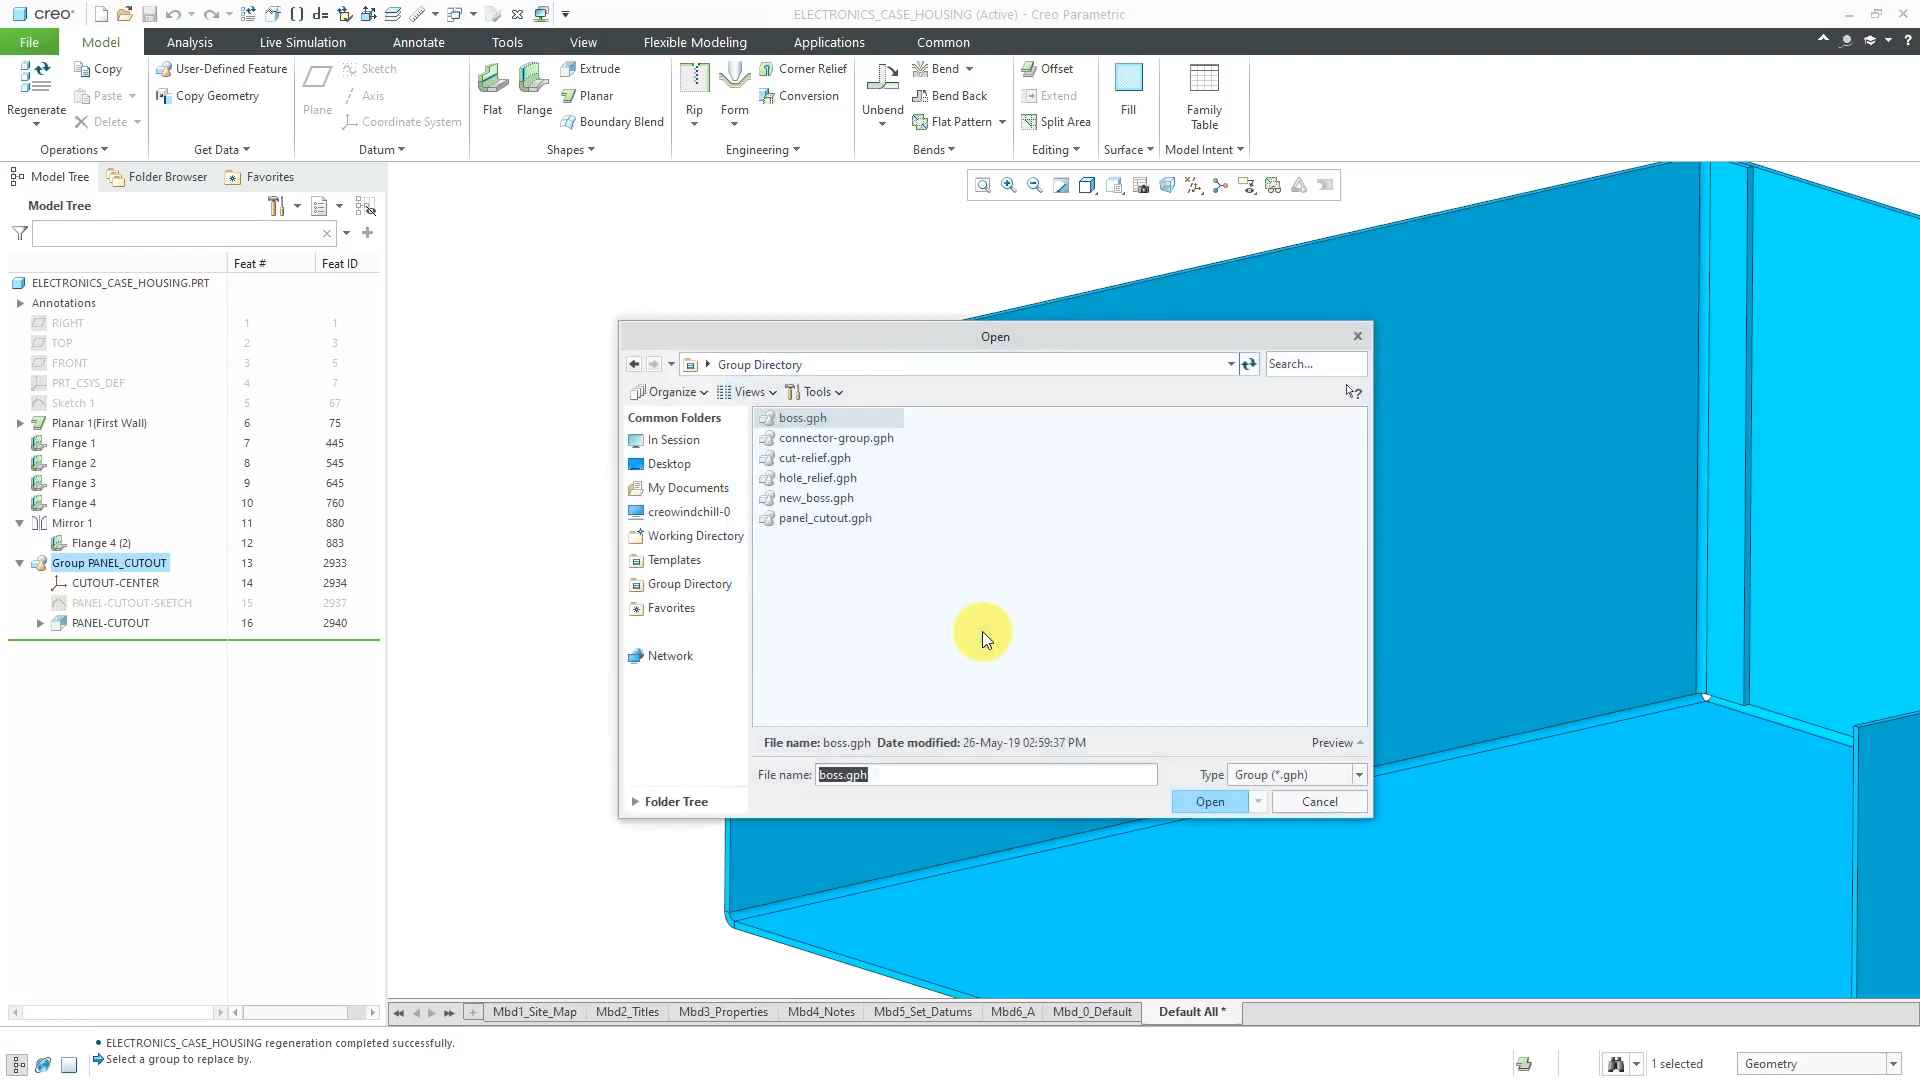 creo
ELECTRONICS_CASE_HOUSING (Active) - Creo Parametric
File Model Analysis Live Simulation Annotate Tools View Flexible Modeling Applications Common
Regenerate Copy Paste Delete
User-Defined Feature
Copy Geometry
Plane Sketch Axis Coordinate System
Flat Flange Extrude Planar Boundary Blend
Rip Form Corner Relief Conversion
Unbend Bend Bend Back Flat Pattern
Offset Extend Split Area
Fill
Family Table
Operations Get Data Datum Shapes Engineering Bends Editing Surface Model Intent
Model Tree Folder Browser Favorites
Model Tree
Feat # Feat ID
ELECTRONICS_CASE_HOUSING.PRT
Annotations
RIGHT 1 1
TOP 2 3
FRONT 3 5
PRT_CSYS_DEF 4 7
Sketch 1 5 67
Planar 1(First Wall) 6 75
Flange 1 7 445
Flange 2 8 545
Flange 3 9 645
Flange 4 10 760
Mirror 1 11 880
Flange 4 (2) 12 883
Group PANEL_CUTOUT 13 2933
CUTOUT-CENTER 14 2934
PANEL-CUTOUT-SKETCH 15 2937
PANEL-CUTOUT 16 2940
Open
Group Directory
Search...
Organize Views Tools
Common Folders
In Session
Desktop
My Documents
creowindchill-0
Working Directory
Templates
Group Directory
Favorites
Network
Folder Tree
boss.gph
connector-group.gph
cut-relief.gph
hole_relief.gph
new_boss.gph
panel_cutout.gph
File name: boss.gph Date modified: 26-May-19 02:59:37 PM
Preview
File name: boss.gph
Type Group (*.gph)
Open Cancel
Mbd1_Site_Map Mbd2_Titles Mbd3_Properties Mbd4_Notes Mbd5_Set_Datums Mbd6_A Mbd_0_Default Default All *
ELECTRONICS_CASE_HOUSING regeneration completed successfully.
Select a group to replace by.
1 selected
Geometry